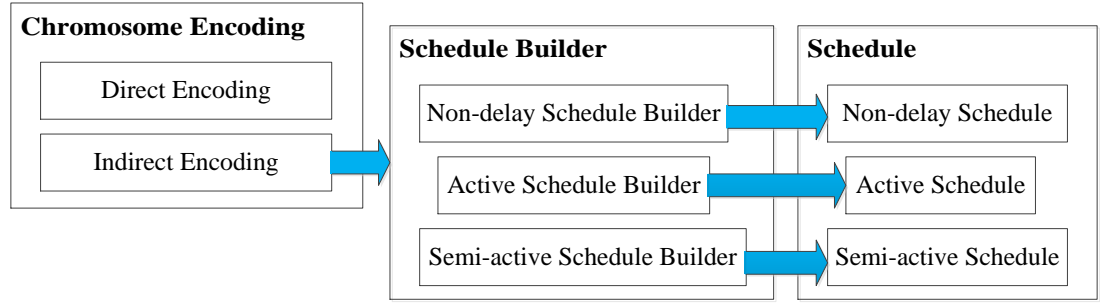 Chromosome Encoding
Direct Encoding
Indirect Encoding
Schedule Builder
Non-delay Schedule Builder
Active Schedule Builder
Semi-active Schedule Builder
Schedule
Non-delay Schedule
Active Schedule
Semi-active Schedule